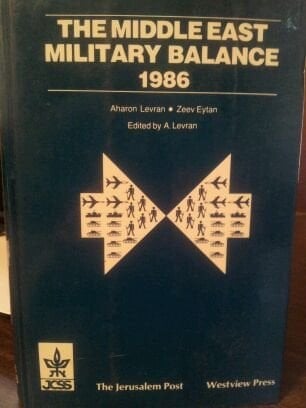 THE MIDDLE EAST
MILITARY BALANCE
1986
Aharon Levran • Zeev Eytan
Edited by A. Levran
JCSS
The Jerusalem Post Westview Press